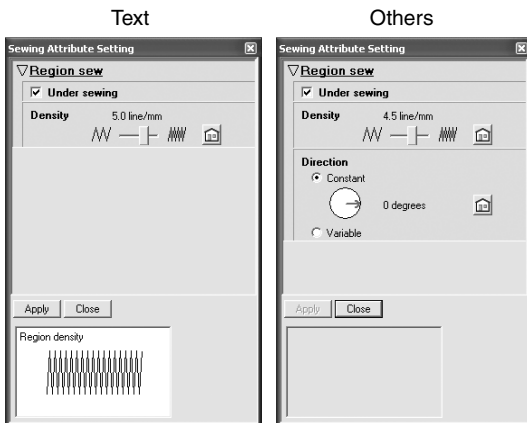 Text
Sewing Attribute Setting
Region sew
Under sewing
Density 5.0 line/mm
Apply Close
Region density
Others
Sewing Attribute Setting
Region sew
Under sewing
Density 4.5 line/mm
Direction
Constant
0 degrees
Variable
Apply Close